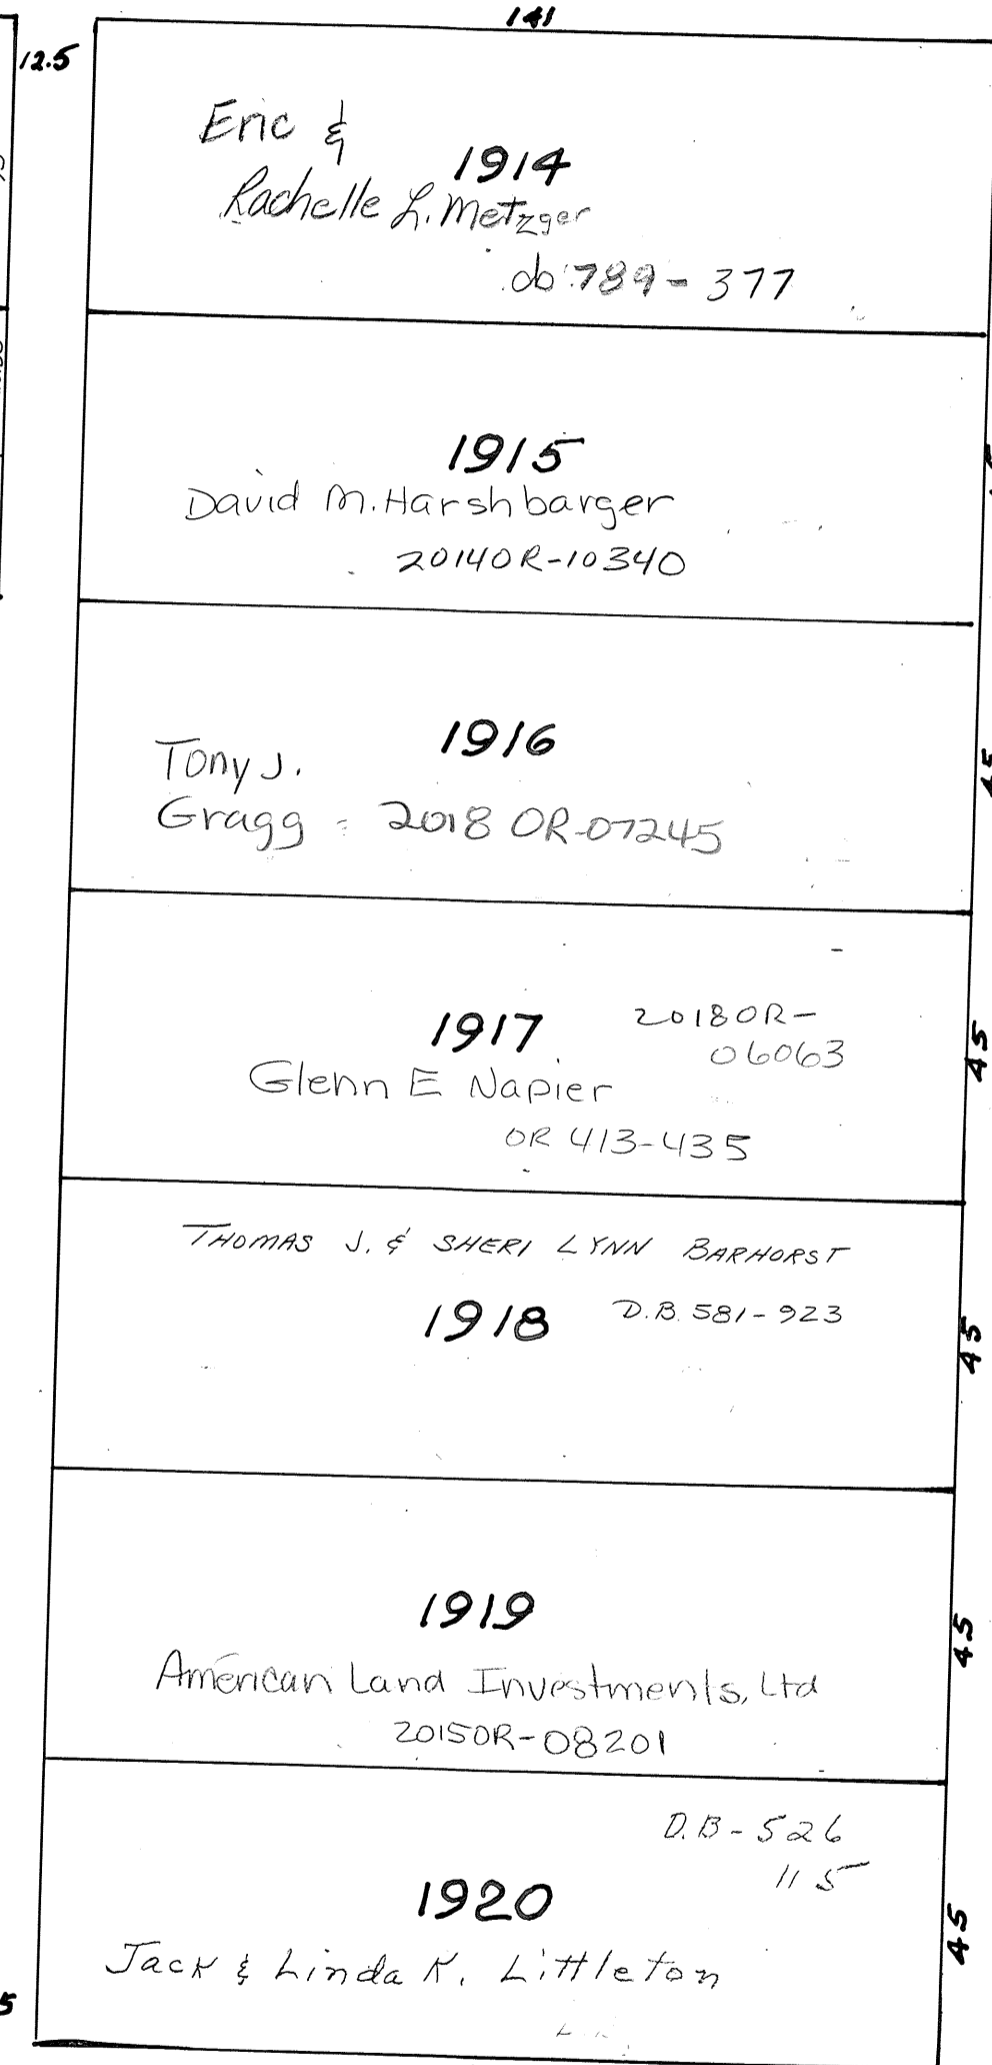 141
12.5
Eric &
1914
Rachelle L. Metzger
db 789-377
1915
David M. Harshbarger
2014OR-10340
1916
45
Tony J.
Gragg = 2018 OR-07245
1917
2018OR-
06063
45
Glenn E Napier
OR 413-435
THOMAS J. & SHERI LYNN BARHORST
1918
D.B. 581-923
45
1919
45
American Land Investments, Ltd
2015OR-08201
D.B-526
115
1920
45
Jack & Linda K. Littleton
5